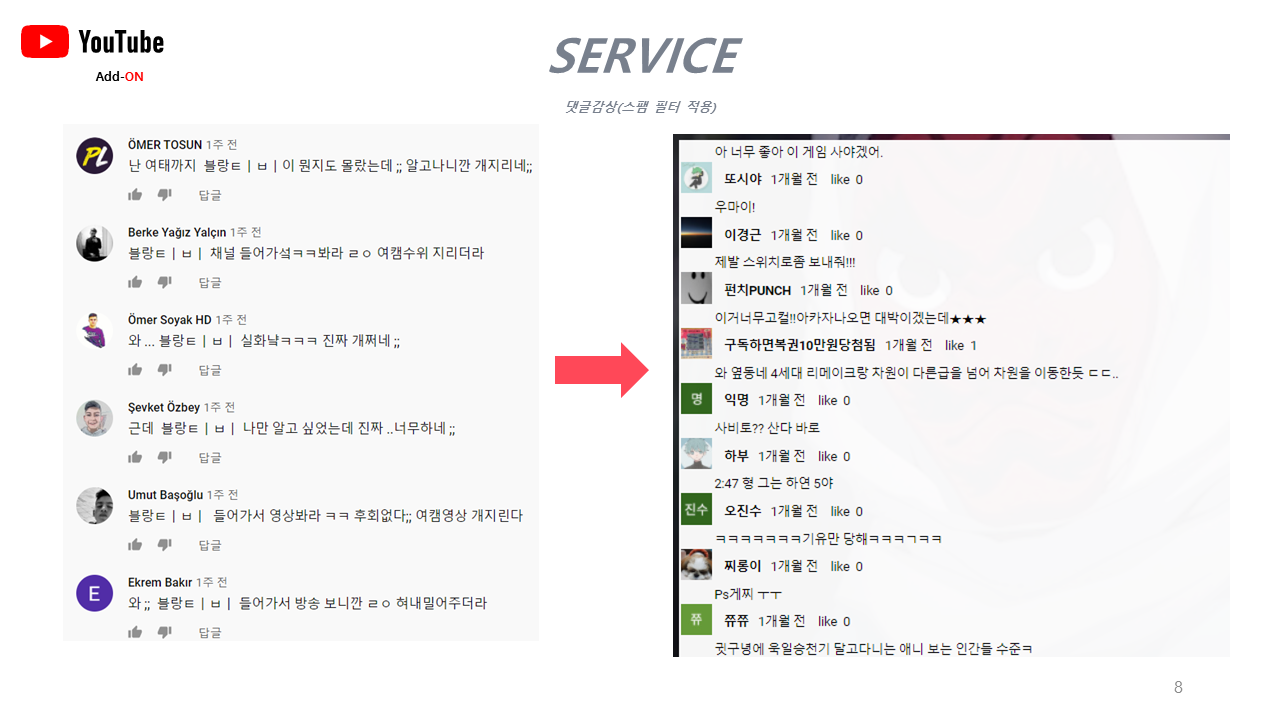 YouTube
Add-ON
SERVICE
댓글감상(스팸 필터 적용)
ÖMER TOSUN 1주 전
난 여태까지 블랑ㅌㅣㅂㅣ이 뭔지도 몰랐는데 ;; 알고나니깐 개지리네;;
답글
Berke Yağız Yalçın 1주 전
블랑ㅌㅣㅂㅣ 채널 들어가섴ㅋㅋ봐라 ㄹㅇ 여캠수위 지리더라
답글
Ömer Soyak HD 1주 전
와 ... 블랑ㅌㅣㅂㅣ 실화냨ㅋㅋㅋ 진짜 개쩌네 ;;
답글
Şevket Özbey 1주 전
근데 블랑ㅌㅣㅂㅣ 나만 알고 싶었는데 진짜 ..너무하네 ;;
답글
Umut Başoğlu 1주 전
블랑ㅌㅣㅂㅣ 들어가서 영상봐라 ㅋㅋ 후회없다;; 여캠영상 개지린다
답글
E
Ekrem Bakır 1주 전
와 ;; 블랑ㅌㅣㅂㅣ 들어가서 방송 보니깐 ㄹㅇ 혀내밀어주더라
답글
아 너무 좋아 이 게임 사야겠어.
또시야 1개월 전 like 0
우마이!
이경근 1개월 전 like 0
제발 스위치로좀 보내줘!!!
펀치PUNCH 1개월 전 like 0
이거너무고컬!!아카자나오면 대박이겠는데★★★
구독하면복권10만원당첨됨 1개월 전 like 1
와 옆동네 4세대 리메이크랑 차원이 다른급을 넘어 차원을 이동한듯 ㄷㄷ..
명
익명 1개월 전 like 0
사비토?? 산다 바로
하부 1개월 전 like 0
2:47 형 그는 하연 5야
진수
오진수 1개월 전 like 0
ㅋㅋㅋㅋㅋㅋㅋ기유만 당해ㅋㅋㅋㄱㅋㅋ
찌롱이 1개월 전 like 0
Ps게찌 ㅜㅜ
쮸
쮸쮸 1개월 전 like 0
귓구녕에 욱일승천기 달고다니는 애니 보는 인간들 수준ㅋ
8